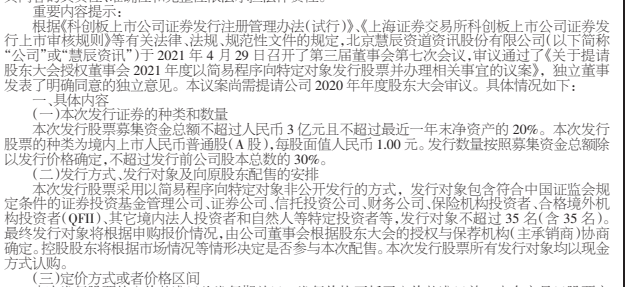 重要内容提示:
根据《科创板上市公司证券发行注册管理办法(试行)》、《上海证券交易所科创板上市公司证券发
行上市审核规则》等有关法律、法规、规范性文件的规定,北京慧辰资道资讯股份有限公司(以下简称
“公司”或“慧辰资讯”)于 2021 年 4 月 29 日召开了第三届董事会第七次会议,审议通过了《关于提请
股东大会授权董事会 2021 年度以简易程序向特定对象发行股票并办理相关事宜的议案》,独立董事
发表了明确同意的独立意见。本议案尚需提请公司 2020 年年度股东大会审议。具体情况如下:
一、具体内容
(一)本次发行证券的种类和数量
本次发行股票募集资金总额不超过人民币 3 亿元且不超过最近一年末净资产的 20%。本次发行
股票的种类为境内上市人民币普通股(A 股),每股面值人民币 1.00 元。发行数量按照募集资金总额除
以发行价格确定,不超过发行前公司股本总数的 30%。
(二)发行方式、发行对象及向原股东配售的安排
本次发行股票采用以简易程序向特定对象非公开发行的方式,发行对象包含符合中国证监会规
定条件的证券投资基金管理公司、证券公司、信托投资公司、财务公司、保险机构投资者、合格境外机
构投资者(QFII)、其它境内法人投资者和自然人等特定投资者等,发行对象不超过 35 名(含 35 名)。
最终发行对象将根据申购报价情况,由公司董事会根据股东大会的授权与保荐机构(主承销商)协商
确定。控股股东将根据市场情况等情形决定是否参与本次配售。本次发行股票所有发行对象均以现金
方式认购。
(三)定价方式或者价格区间